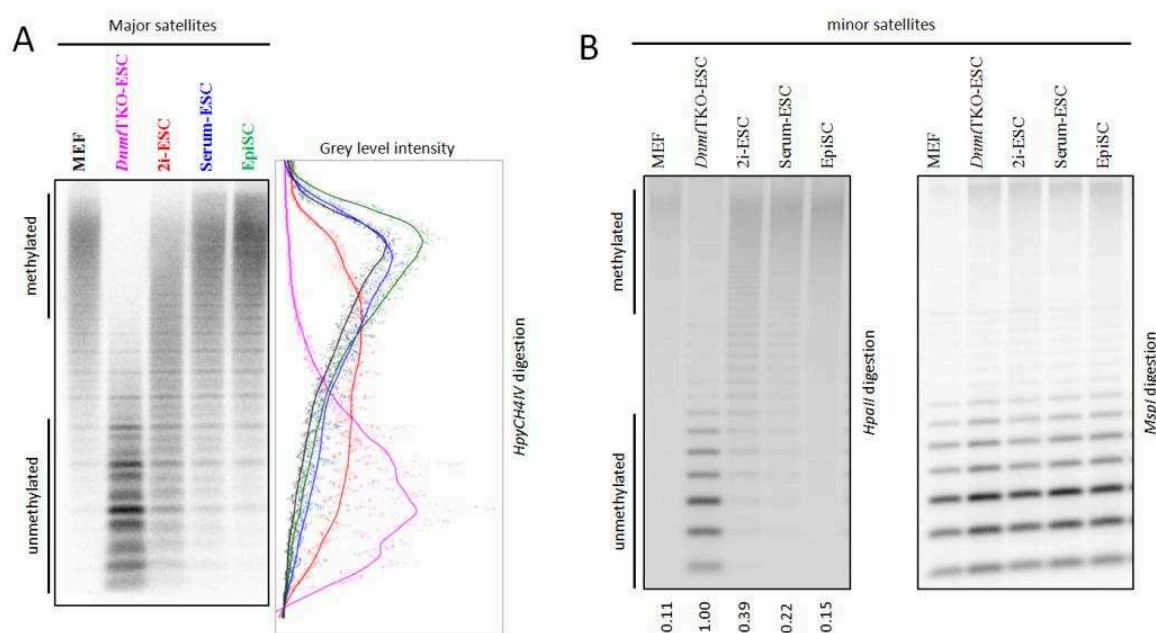 A
Major satellites
MEF
DnmtTKO-ESC
2i-ESC
Serum-ESC
EpiSC
Grey level intensity
methylated
unmethylated
HpyCH4IV digestion
B
minor satellites
MEF
DnmtTKO-ESC
2i-ESC
Serum-ESC
EpiSC
MEF
DnmtTKO-ESC
2i-ESC
Serum-ESC
EpiSC
methylated
unmethylated
HpaII digestion
MspI digestion
0.11
1.00
0.39
0.22
0.15